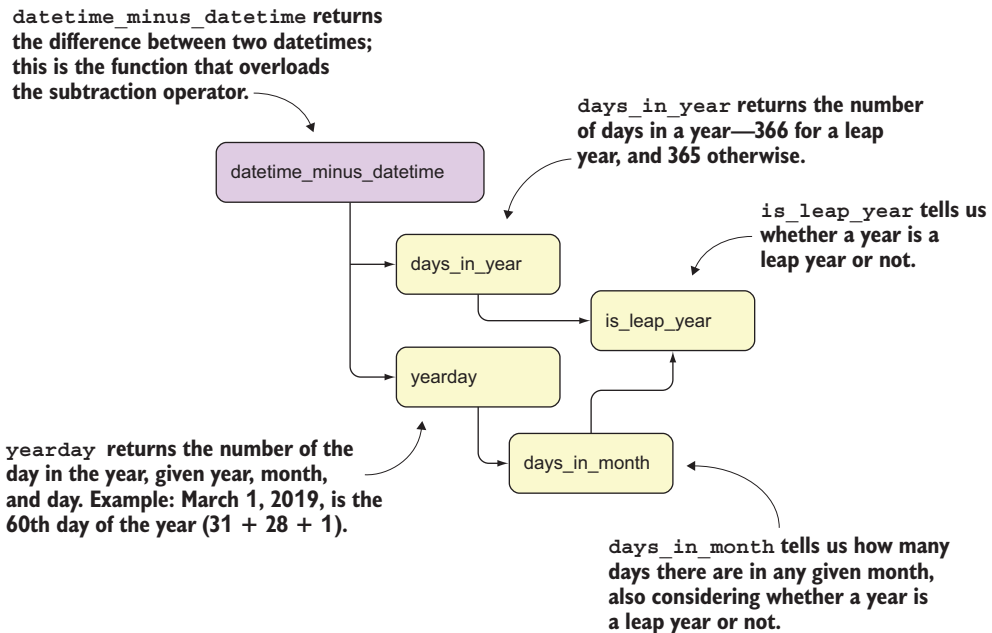 datetime_minus_datetime returns
the difference between two datetimes;
this is the function that overloads
the subtraction operator.
days_in_year returns the number
of days in a year—366 for a leap
year, and 365 otherwise.
datetime_minus_datetime
is_leap_year tells us
whether a year is a
leap year or not.
days_in_year
is_leap_year
yearday
yearday returns the number of the
day in the year, given year, month,
and day. Example: March 1, 2019, is the
60th day of the year (31 + 28 + 1).
days_in_month
days_in_month tells us how many
days there are in any given month,
also considering whether a year is
a leap year or not.